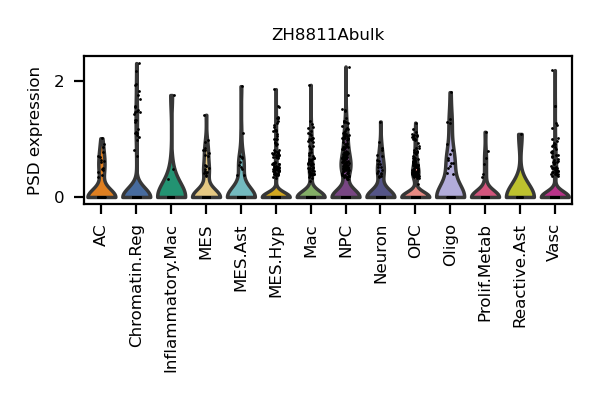 ZH8811Abulk
PSD expression
2
0
AC
Chromatin.Reg
Inflammatory.Mac
MES
MES.Ast
MES.Hyp
Mac
NPC
Neuron
OPC
Oligo
Prolif.Metab
Reactive.Ast
Vasc